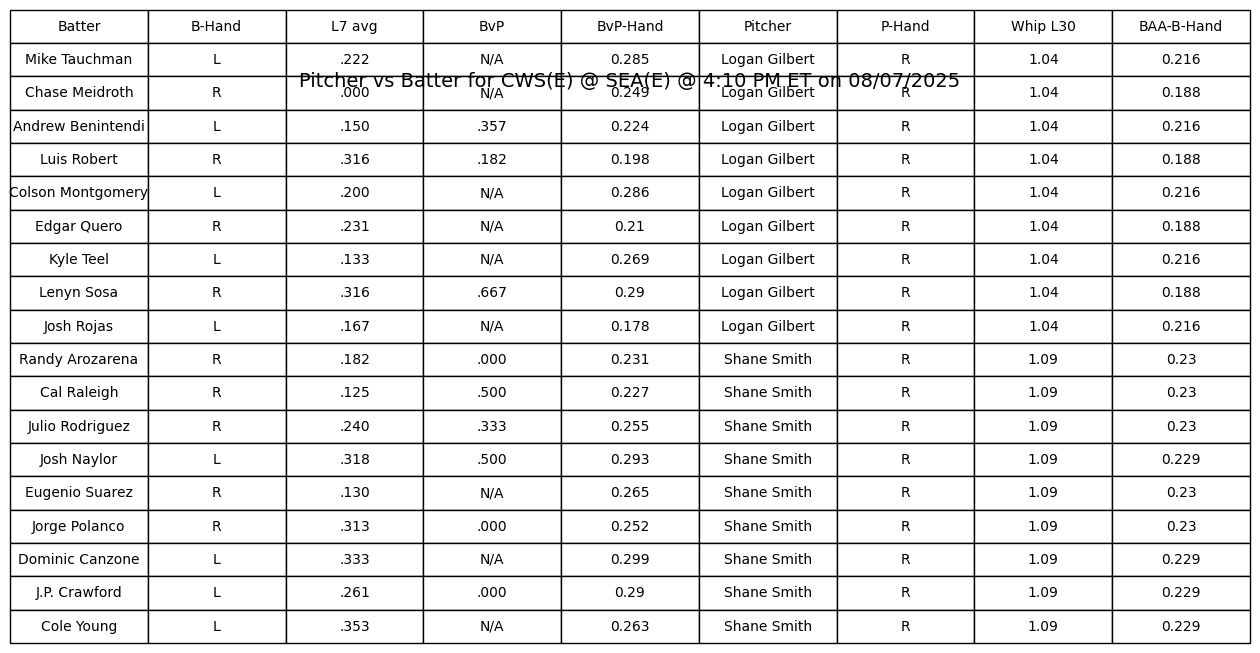 Batter B-Hand L7 avg BvP BvP-Hand Pitcher P-Hand Whip L30 BAA-B-Hand
Mike Tauchman L .222 N/A 0.285 Logan Gilbert R 1.04 0.216
Pitcher vs Batter for CWS(E) @ SEA(E) @ 4:10 PM ET on 08/07/2025
Chase Meidroth R .000 N/A 0.249 Logan Gilbert R 1.04 0.188
Andrew Benintendi L .150 .357 0.224 Logan Gilbert R 1.04 0.216
Luis Robert R .316 .182 0.198 Logan Gilbert R 1.04 0.188
Colson Montgomery L .200 N/A 0.286 Logan Gilbert R 1.04 0.216
Edgar Quero R .231 N/A 0.21 Logan Gilbert R 1.04 0.188
Kyle Teel L .133 N/A 0.269 Logan Gilbert R 1.04 0.216
Lenyn Sosa R .316 .667 0.29 Logan Gilbert R 1.04 0.188
Josh Rojas L .167 N/A 0.178 Logan Gilbert R 1.04 0.216
Randy Arozarena R .182 .000 0.231 Shane Smith R 1.09 0.23
Cal Raleigh R .125 .500 0.227 Shane Smith R 1.09 0.23
Julio Rodriguez R .240 .333 0.255 Shane Smith R 1.09 0.23
Josh Naylor L .318 .500 0.293 Shane Smith R 1.09 0.229
Eugenio Suarez R .130 N/A 0.265 Shane Smith R 1.09 0.23
Jorge Polanco R .313 .000 0.252 Shane Smith R 1.09 0.23
Dominic Canzone L .333 N/A 0.299 Shane Smith R 1.09 0.229
J.P. Crawford L .261 .000 0.29 Shane Smith R 1.09 0.229
Cole Young L .353 N/A 0.263 Shane Smith R 1.09 0.229